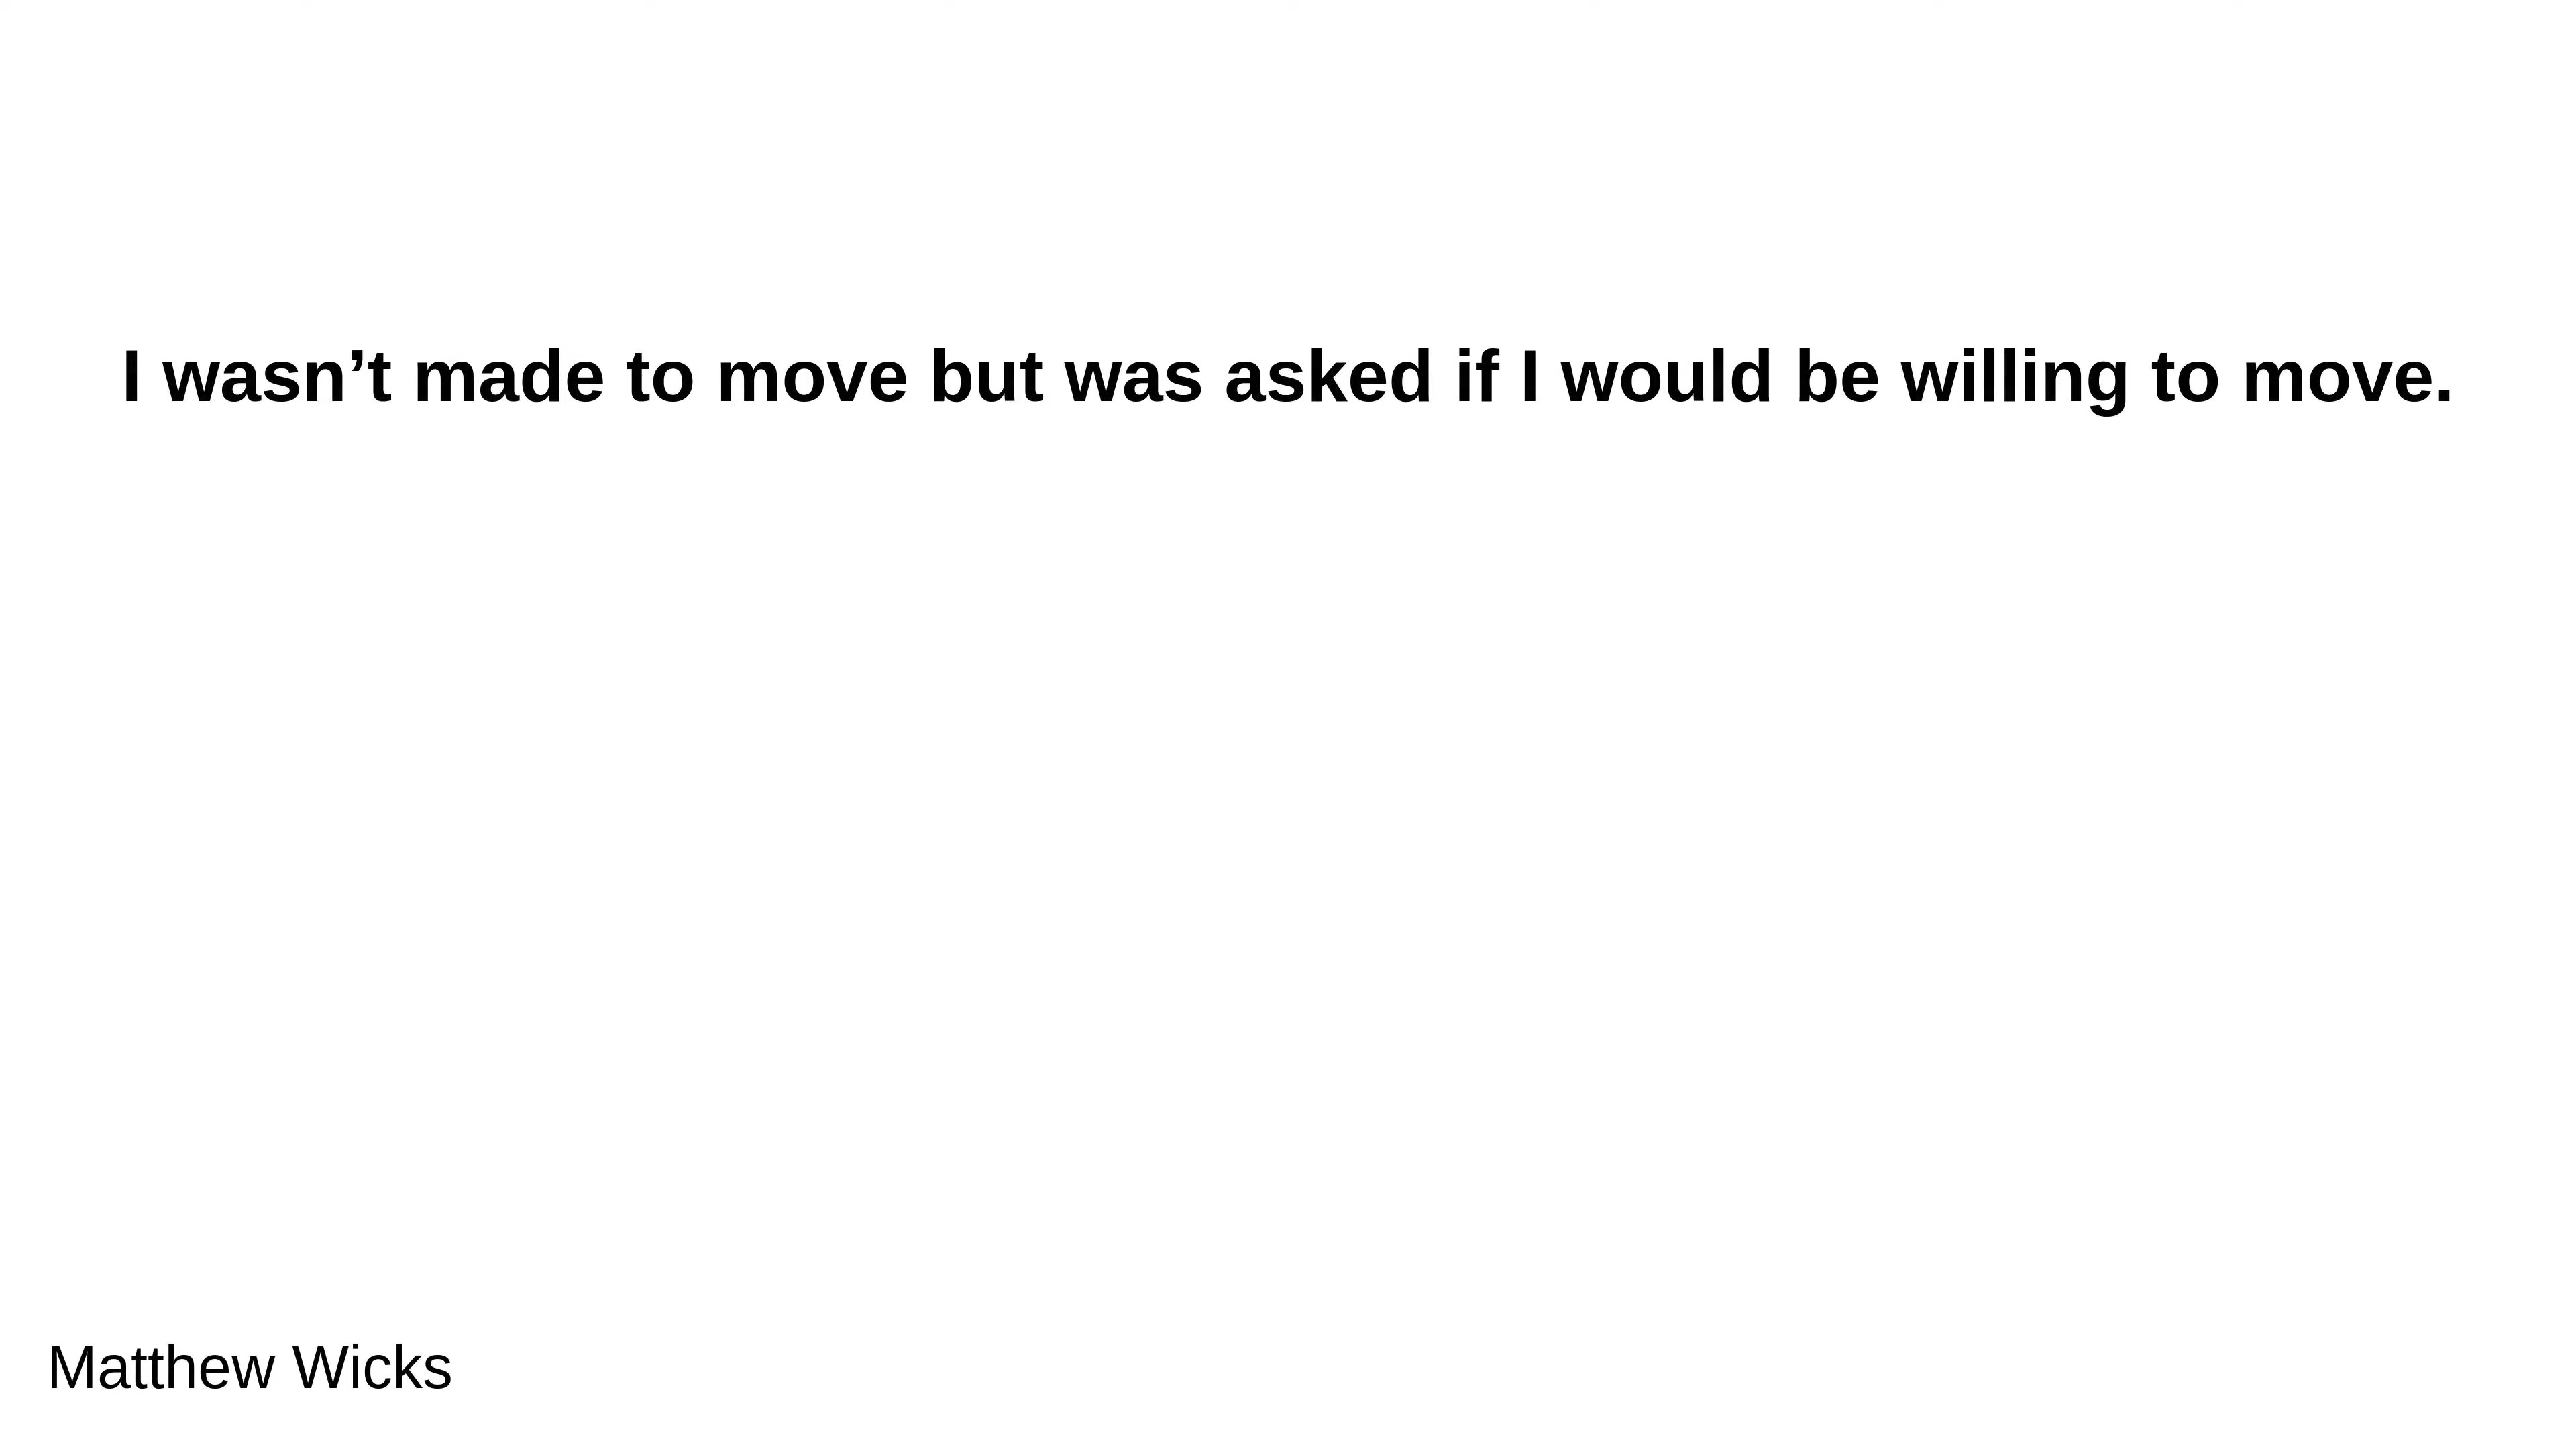 I wasn’t made to move but was asked if I would be willing to move.
Matthew Wicks